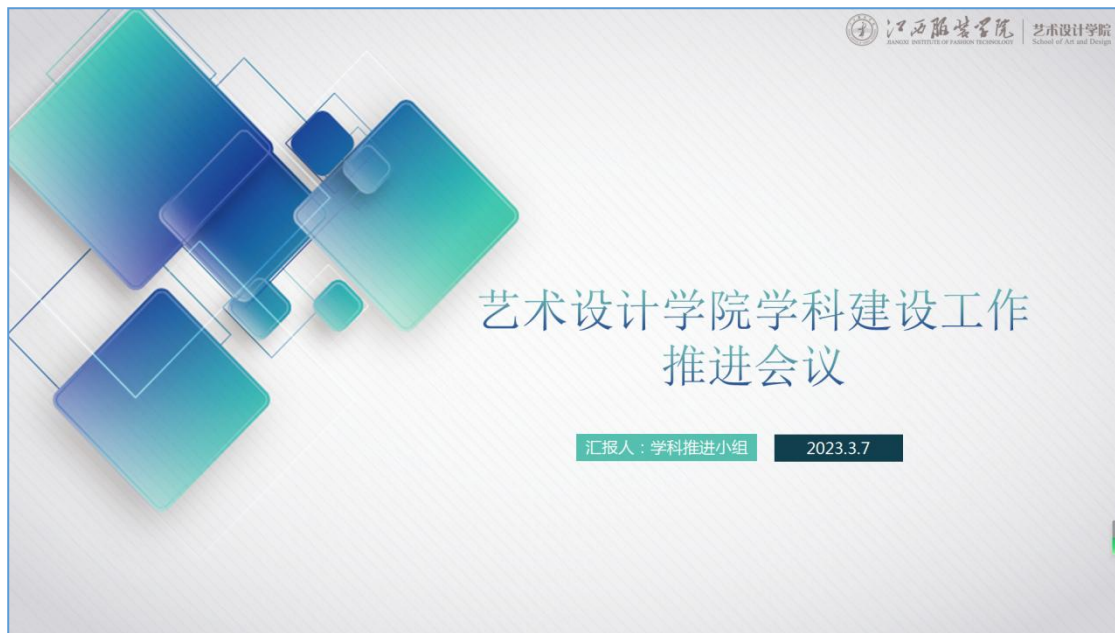 江西服装学院
JIANGXI INSTITUTE OF FASHION TECHNOLOGY
艺术设计学院
School of Art and Design
艺术设计学院学科建设工作
推进会议
汇报人：学科推进小组
2023.3.7